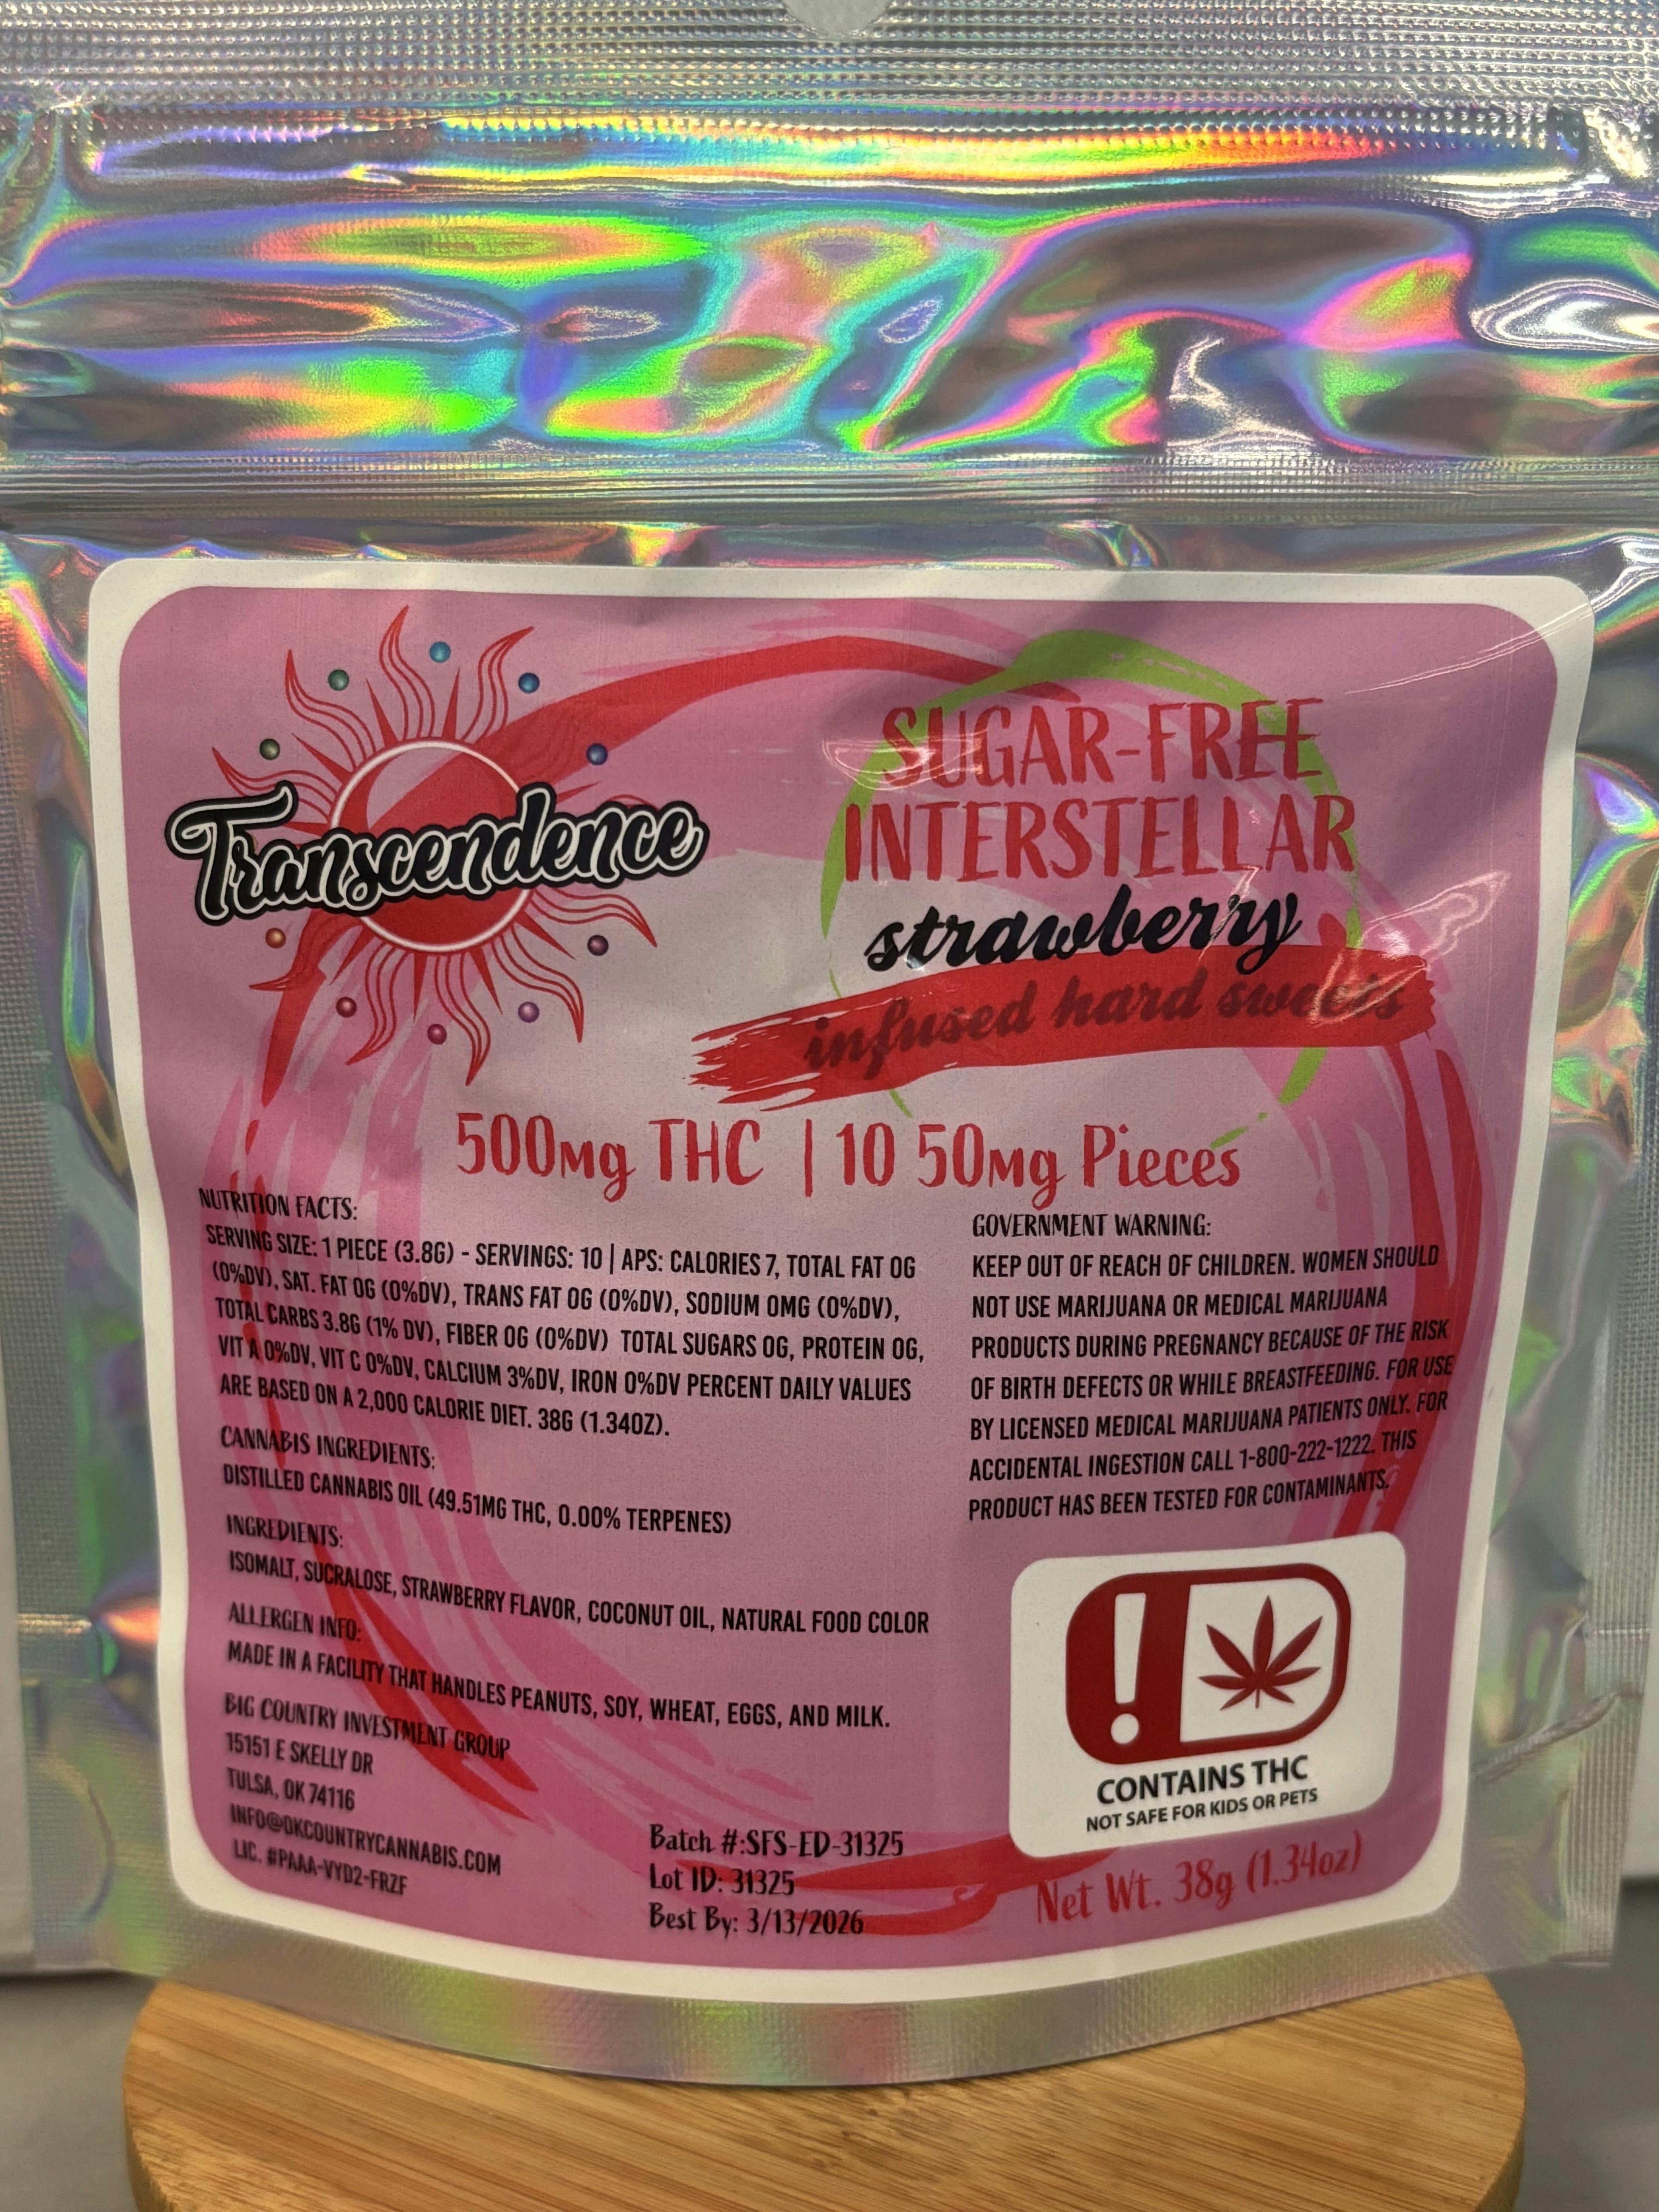 Transcendence
SUGAR-FREE
INTERSTELLAR
strawberry
infused hard sweets
500mg THC | 10 50mg Pieces
NUTRITION FACTS:
SERVING SIZE: 1 PIECE (3.8G) - SERVINGS: 10 | APS: CALORIES 7, TOTAL FAT 0G
(0%DV), SAT. FAT 0G (0%DV), TRANS FAT 0G (0%DV), SODIUM 0MG (0%DV),
TOTAL CARBS 3.8G (1% DV), FIBER 0G (0%DV) TOTAL SUGARS 0G, PROTEIN 0G,
VIT A 0%DV, VIT C 0%DV, CALCIUM 3%DV, IRON 0%DV PERCENT DAILY VALUES
ARE BASED ON A 2,000 CALORIE DIET. 38G (1.34OZ).
CANNABIS INGREDIENTS:
DISTILLED CANNABIS OIL (49.51MG THC, 0.00% TERPENES)
INGREDIENTS:
ISOMALT, SUCRALOSE, STRAWBERRY FLAVOR, COCONUT OIL, NATURAL FOOD COLOR
ALLERGEN INFO:
MADE IN A FACILITY THAT HANDLES PEANUTS, SOY, WHEAT, EGGS, AND MILK.
BIG COUNTRY INVESTMENT GROUP
15151 E SKELLY DR
TULSA, OK 74116
INFO@OKCOUNTRYCANNABIS.COM
LIC. #PAAA-VYD2-FRZF
Batch #:SFS-ED-31325
Lot ID: 31325
Best By: 3/13/2026
GOVERNMENT WARNING:
KEEP OUT OF REACH OF CHILDREN. WOMEN SHOULD
NOT USE MARIJUANA OR MEDICAL MARIJUANA
PRODUCTS DURING PREGNANCY BECAUSE OF THE RISK
OF BIRTH DEFECTS OR WHILE BREASTFEEDING. FOR USE
BY LICENSED MEDICAL MARIJUANA PATIENTS ONLY. FOR
ACCIDENTAL INGESTION CALL 1-800-222-1222. THIS
PRODUCT HAS BEEN TESTED FOR CONTAMINANTS.
!
CONTAINS THC
NOT SAFE FOR KIDS OR PETS
Net Wt. 38g (1.34oz)